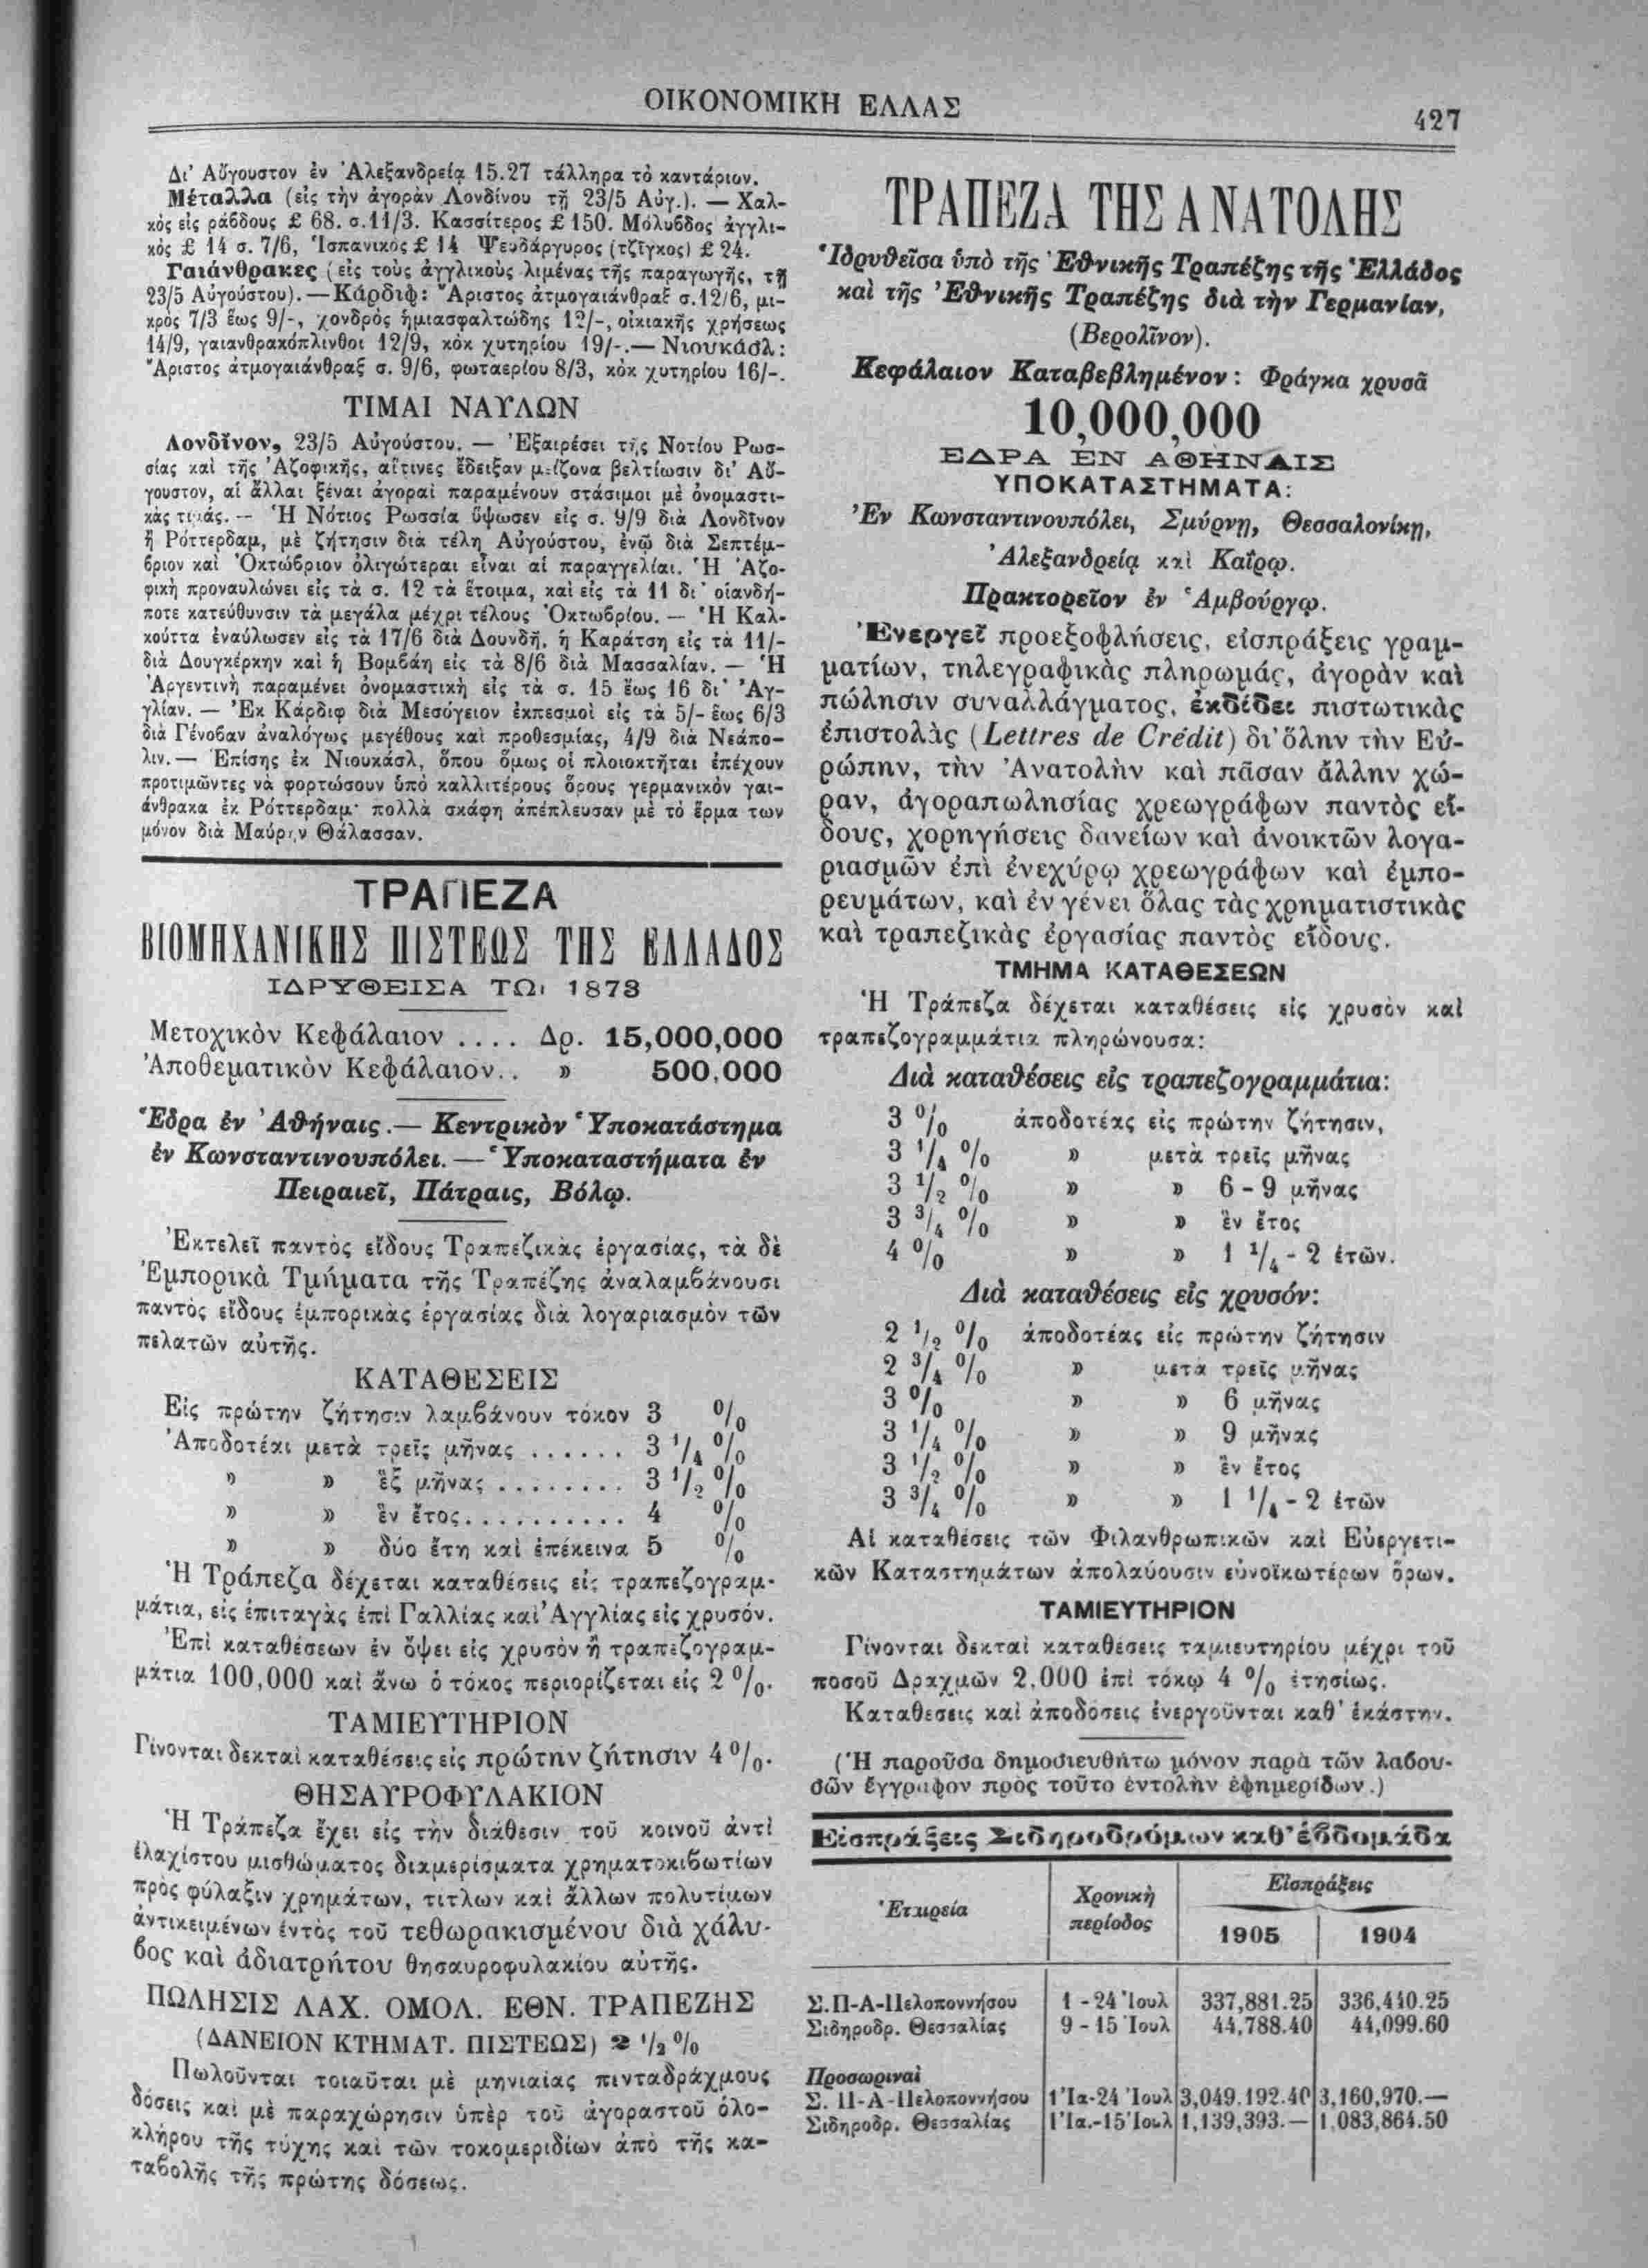 ΟΙΚΟΝΟΜΙΚΗ ΕΛΛΑΣ
427
Δι' Αὔγουστον ἐν Ἀλεξανδρείᾳ 15.27 τάλληρα τὸ καντάριον.
Μέταλλα (εἰς τὴν ἀγορὰν Λονδίνου τῇ 23/5 Αὐγ.). — Χαλ-
κὸς εἰς ράβδους £ 68. σ.11/3. Κασσίτερος £ 150. Μόλυβδος ἀγγλι-
κὸς £ 14 σ. 7/6, Ἱσπανικὸς £ 14 Ψευδάργυρος (τζῖγκος) £ 24.
Γαιάνθρακες (εἰς τοὺς ἀγγλικοὺς λιμένας τῆς παραγωγῆς, τῇ
23/5 Αὐγούστου). — Κάρδιφ: Ἄριστος ἀτμογαιάνθραξ σ.12/6, μι-
κρὸς 7/3 ἕως 9/-, χονδρὸς ἡμιασφαλτώδης 12/-, οἰκιακῆς χρήσεως
14/9, γαιανθρακόπλινθοι 12/9, κὸκ χυτηρίου 19/-. — Νιουκάσλ:
Ἄριστος ἀτμογαιάνθραξ σ. 9/6, φωταερίου 8/3, κὸκ χυτηρίου 16/-.
ΤΙΜΑΙ ΝΑΥΛΩΝ
Λονδῖνον, 23/5 Αὐγούστου. — Ἐξαιρέσει τῆς Νοτίου Ρωσ-
σίας καὶ τῆς Ἀζοφικῆς, αἵτινες ἔδειξαν μείζονα βελτίωσιν δι' Αὔ-
γουστον, αἱ ἄλλαι ξέναι ἀγοραὶ παραμένουν στάσιμοι μὲ ὀνομαστι-
κὰς τιμάς. — Ἡ Νότιος Ρωσσία ὕψωσεν εἰς σ. 9/9 διὰ Λονδῖνον
ἢ Ρόττερδαμ, μὲ ζήτησιν διὰ τέλη Αὐγούστου, ἐνῷ διὰ Σεπτέμ-
βριον καὶ Ὀκτώβριον ὀλιγώτεραι εἶναι αἱ παραγγελίαι. Ἡ Ἀζο-
φικὴ προναυλώνει εἰς τὰ σ. 12 τὰ ἕτοιμα, καὶ εἰς τὰ 11 δι' οἱανδή-
ποτε κατεύθυνσιν τὰ μεγάλα μέχρι τέλους Ὀκτωβρίου. — Ἡ Καλ-
κούττα ἐναύλωσεν εἰς τὰ 17/6 διὰ Δουνδῆ, ἡ Καράτση εἰς τὰ 11/-
διὰ Δουγκέρκην καὶ ἡ Βομβάη εἰς τὰ 8/6 διὰ Μασσαλίαν. — Ἡ
Ἀργεντινὴ παραμένει ὀνομαστικὴ εἰς τὰ σ. 15 ἕως 16 δι' Ἀγ-
γλίαν. — Ἐκ Κάρδιφ διὰ Μεσόγειον ἐκπεσμοὶ εἰς τὰ 5/- ἕως 6/3
διὰ Γένοβαν ἀναλόγως μεγέθους καὶ προθεσμίας, 4/9 διὰ Νεάπο-
λιν. — Ἐπίσης ἐκ Νιουκάσλ, ὅπου ὅμως οἱ πλοιοκτῆται ἐπέχουν
προτιμῶντες νὰ φορτώσουν ὑπὸ καλλιτέρους ὅρους γερμανικὸν γαι-
άνθρακα ἐκ Ρόττερδαμ· πολλὰ σκάφη ἀπέπλευσαν μὲ τὸ ἕρμα των
μόνον διὰ Μαύρην Θάλασσαν.
ΤΡΑΠΕΖΑ
ΒΙΟΜΗΧΑΝΙΚΗΣ ΠΙΣΤΕΩΣ ΤΗΣ ΕΛΛΑΔΟΣ
ΙΔΡΥΘΕΙΣΑ ΤΩι 1873
Μετοχικὸν Κεφάλαιον .... Δρ. 15,000,000
Ἀποθεματικὸν Κεφάλαιον.. » 500,000
Ἕδρα ἐν Ἀθήναις.— Κεντρικὸν Ὑποκατάστημα
ἐν Κωνσταντινουπόλει. — Ὑποκαταστήματα ἐν
Πειραιεῖ, Πάτραις, Βόλῳ.
Ἐκτελεῖ παντὸς εἴδους Τραπεζικὰς ἐργασίας, τὰ δὲ
Ἐμπορικὰ Τμήματα τῆς Τραπέζης ἀναλαμβάνουσι
παντὸς εἴδους ἐμπορικὰς ἐργασίας διὰ λογαριασμὸν τῶν
πελατῶν αὐτῆς.
ΚΑΤΑΘΕΣΕΙΣ
Εἰς πρώτην ζήτησιν λαμβάνουν τόκον 3 %
Ἀποδοτέαι μετὰ τρεῖς μῆνας ...... 3 1/4 %
» » ἓξ μῆνας ........ 3 1/2 %
» » ἓν ἔτος.......... 4 %
» » δύο ἔτη καὶ ἐπέκεινα 5 %
Ἡ Τράπεζα δέχεται καταθέσεις εἰς τραπεζογραμ-
μάτια, εἰς ἐπιταγὰς ἐπὶ Γαλλίας καὶ Ἀγγλίας εἰς χρυσόν.
Ἐπὶ καταθέσεων ἐν ὄψει εἰς χρυσὸν ἢ τραπεζογραμ-
μάτια 100,000 καὶ ἄνω ὁ τόκος περιορίζεται εἰς 2 %.
ΤΑΜΙΕΥΤΗΡΙΟΝ
Γίνονται δεκταὶ καταθέσεις εἰς πρώτην ζήτησιν 4 %.
ΘΗΣΑΥΡΟΦΥΛΑΚΙΟΝ
Ἡ Τράπεζα ἔχει εἰς τὴν διάθεσιν τοῦ κοινοῦ ἀντὶ
ἐλαχίστου μισθώματος διαμερίσματα χρηματοκιβωτίων
πρὸς φύλαξιν χρημάτων, τίτλων καὶ ἄλλων πολυτίμων
ἀντικειμένων ἐντὸς τοῦ τεθωρακισμένου διὰ χάλυ-
βος καὶ ἀδιατρήτου θησαυροφυλακίου αὐτῆς.
ΠΩΛΗΣΙΣ ΛΑΧ. ΟΜΟΛ. ΕΘΝ. ΤΡΑΠΕΖΗΣ
(ΔΑΝΕΙΟΝ ΚΤΗΜΑΤ. ΠΙΣΤΕΩΣ) 2 1/2 %
Πωλοῦνται τοιαῦται μὲ μηνιαίας πενταδράχμους
δόσεις καὶ μὲ παραχώρησιν ὑπὲρ τοῦ ἀγοραστοῦ ὁλο-
κλήρου τῆς τύχης καὶ τῶν τοκομεριδίων ἀπὸ τῆς κα-
ταβολῆς τῆς πρώτης δόσεως.
ΤΡΑΠΕΖΑ ΤΗΣ ΑΝΑΤΟΛΗΣ
Ἱδρυθεῖσα ὑπὸ τῆς Ἐθνικῆς Τραπέζης τῆς Ἑλλάδος
καὶ τῆς Ἐθνικῆς Τραπέζης διὰ τὴν Γερμανίαν,
(Βερολῖνον).
Κεφάλαιον Καταβεβλημένον: Φράγκα χρυσᾶ
10,000,000
ΕΔΡΑ ΕΝ ΑΘΗΝΑΙΣ
ΥΠΟΚΑΤΑΣΤΗΜΑΤΑ:
Ἐν Κωνσταντινουπόλει, Σμύρνῃ, Θεσσαλονίκῃ,
Ἀλεξανδρείᾳ καὶ Καΐρῳ.
Πρακτορεῖον ἐν Ἁμβούργῳ.
Ἐνεργεῖ προεξοφλήσεις, εἰσπράξεις γραμ-
ματίων, τηλεγραφικὰς πληρωμάς, ἀγορὰν καὶ
πώλησιν συναλλάγματος, ἐκδίδει πιστωτικὰς
ἐπιστολὰς (Lettres de Crédit) δι' ὅλην τὴν Εὐ-
ρώπην, τὴν Ἀνατολὴν καὶ πᾶσαν ἄλλην χώ-
ραν, ἀγοραπωλησίας χρεωγράφων παντὸς εἴ-
δους, χορηγήσεις δανείων καὶ ἀνοικτῶν λογα-
ριασμῶν ἐπὶ ἐνεχύρῳ χρεωγράφων καὶ ἐμπο-
ρευμάτων, καὶ ἐν γένει ὅλας τὰς χρηματιστικὰς
καὶ τραπεζικὰς ἐργασίας παντὸς εἴδους.
ΤΜΗΜΑ ΚΑΤΑΘΕΣΕΩΝ
Ἡ Τράπεζα δέχεται καταθέσεις εἰς χρυσὸν καὶ
τραπεζογραμμάτια πληρώνουσα:
Διὰ καταθέσεις εἰς τραπεζογραμμάτια:
3 % ἀποδοτέας εἰς πρώτην ζήτησιν,
3 1/4 % » μετὰ τρεῖς μῆνας
3 1/2 % » » 6 - 9 μῆνας
3 3/4 % » » ἓν ἔτος
4 % » » 1 1/4 - 2 ἐτῶν.
Διὰ καταθέσεις εἰς χρυσόν:
2 1/2 % ἀποδοτέας εἰς πρώτην ζήτησιν
2 3/4 % » μετὰ τρεῖς μῆνας
3 % » » 6 μῆνας
3 1/4 % » » 9 μῆνας
3 1/2 % » » ἓν ἔτος
3 3/4 % » » 1 1/4 - 2 ἐτῶν
Αἱ καταθέσεις τῶν Φιλανθρωπικῶν καὶ Εὐεργετι-
κῶν Καταστημάτων ἀπολαύουσιν εὐνοϊκωτέρων ὅρων.
ΤΑΜΙΕΥΤΗΡΙΟΝ
Γίνονται δεκταὶ καταθέσεις ταμιευτηρίου μέχρι τοῦ
ποσοῦ Δραχμῶν 2.000 ἐπὶ τόκῳ 4 % ἐτησίως.
Καταθέσεις καὶ ἀποδόσεις ἐνεργοῦνται καθ' ἑκάστην.
(Ἡ παροῦσα δημοσιευθήτω μόνον παρὰ τῶν λαβου-
σῶν ἔγγραφον πρὸς τοῦτο ἐντολὴν ἐφημερίδων.)
Εἰσπράξεις Σιδηροδρόμων καθ' ἑβδομάδα
Ἑταιρεία Χρονικὴ περίοδος Εἰσπράξεις
1905 1904
Σ.Π-Α-Πελοποννήσου 1 - 24 Ἰουλ 337,881.25 336,440.25
Σιδηροδρ. Θεσσαλίας 9 - 15 Ἰουλ 44,788.40 44,099.60
Προσωριναὶ
Σ. Π-Α-Πελοποννήσου 1 Ἰα-24 Ἰουλ 3,049.192.40 3,160,970.—
Σιδηροδρ. Θεσσαλίας 1 Ἰα.-15 Ἰουλ 1,139,393.— 1,083,864.50